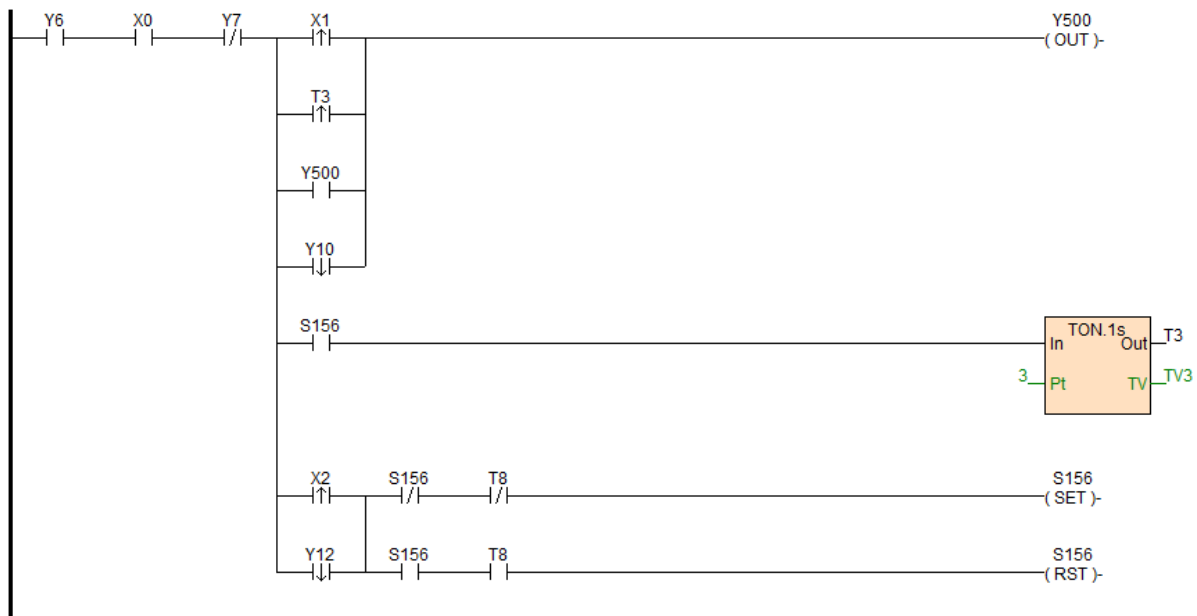 Y6 X0 Y7 X1 Y500
( OUT )-
T3
Y500
Y10
S156
TON.1s T3
In Out
3 Pt TV TV3
X2 S156 T8 S156
( SET )-
Y12 S156 T8 S156
( RST )-